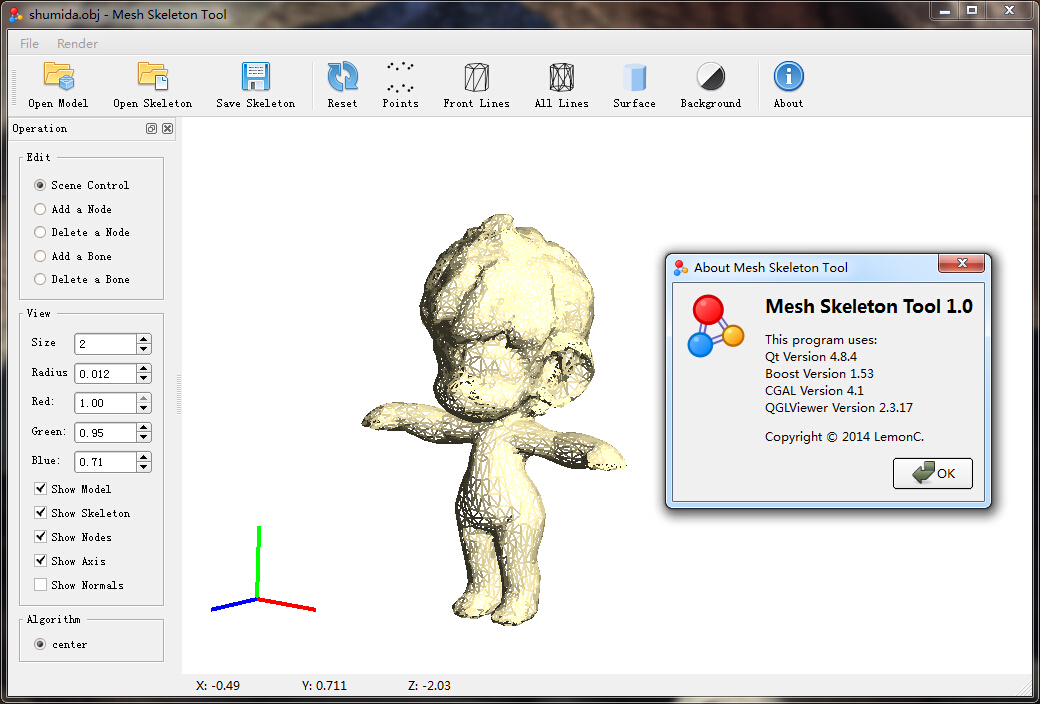 shumida.obj - Mesh Skeleton Tool
File Render
Open Model Open Skeleton Save Skeleton Reset Points Front Lines All Lines Surface Background About
Operation
Edit
Scene Control
Add a Node
Delete a Node
Add a Bone
Delete a Bone
View
Size 2
Radius 0.012
Red: 1.00
Green: 0.95
Blue: 0.71
Show Model
Show Skeleton
Show Nodes
Show Axis
Show Normals
Algorithm
center
About Mesh Skeleton Tool
Mesh Skeleton Tool 1.0
This program uses:
Qt Version 4.8.4
Boost Version 1.53
CGAL Version 4.1
QGLViewer Version 2.3.17
Copyright © 2014 LemonC.
OK
X: -0.49 Y: 0.711 Z: -2.03